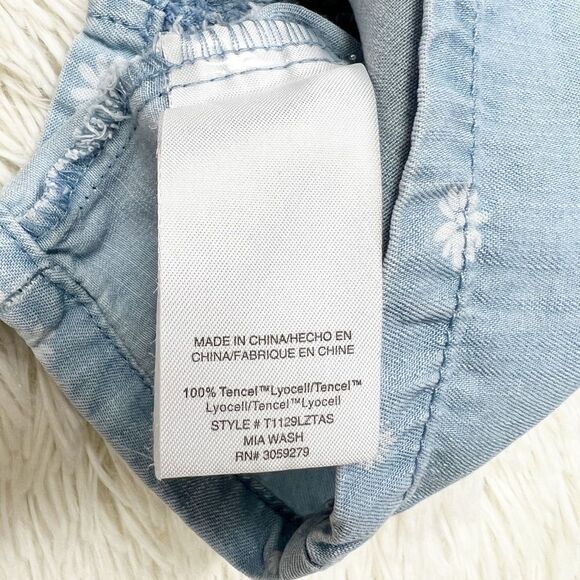 MADE IN CHINA/HECHO EN
CHINA/FABRIQUE EN CHINE
100% Tencel™Lyocell/Tencel™
Lyocell/Tencel™Lyocell
STYLE # T1129LZTAS
MIA WASH
RN# 3059279